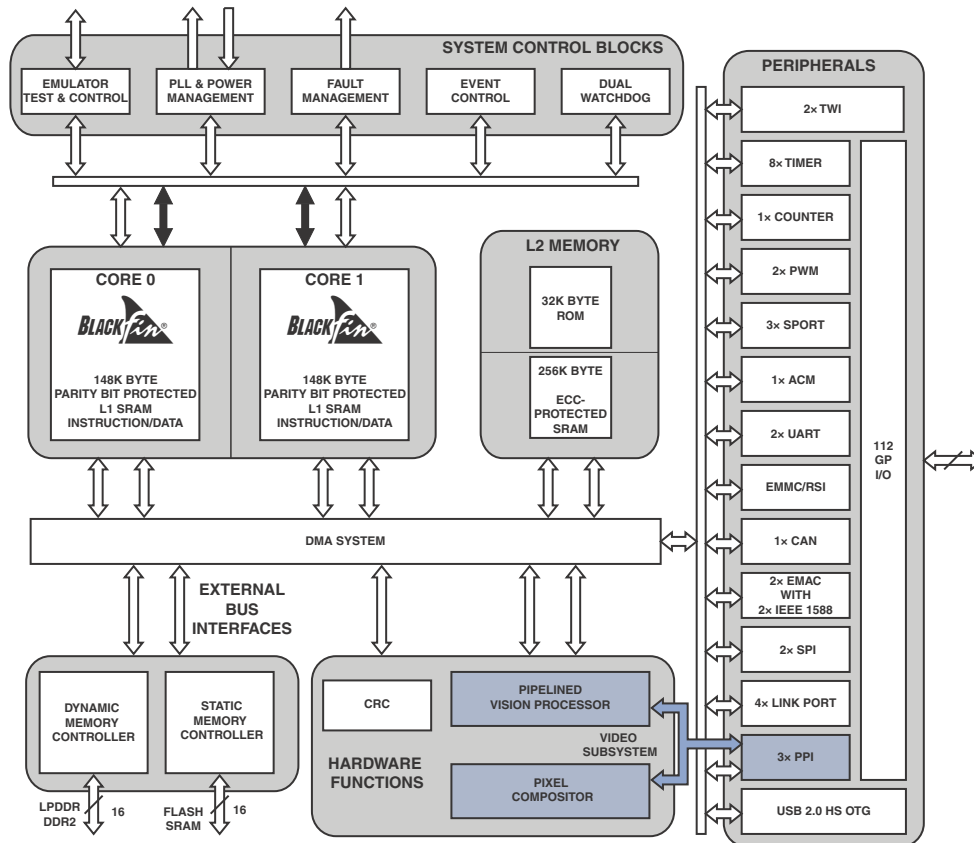 SYSTEM CONTROL BLOCKS
EMULATOR
TEST & CONTROL
PLL & POWER
MANAGEMENT
FAULT
MANAGEMENT
EVENT
CONTROL
DUAL
WATCHDOG
CORE 0
BLACKfin®
148K BYTE
PARITY BIT PROTECTED
L1 SRAM
INSTRUCTION/DATA
CORE 1
BLACKfin®
148K BYTE
PARITY BIT PROTECTED
L1 SRAM
INSTRUCTION/DATA
L2 MEMORY
32K BYTE
ROM
256K BYTE
ECC-
PROTECTED
SRAM
DMA SYSTEM
EXTERNAL
BUS
INTERFACES
DYNAMIC
MEMORY
CONTROLLER
STATIC
MEMORY
CONTROLLER
LPDDR
DDR2
16
FLASH
SRAM
16
CRC
HARDWARE
FUNCTIONS
PIPELINED
VISION PROCESSOR
VIDEO
SUBSYSTEM
PIXEL
COMPOSITOR
PERIPHERALS
2× TWI
8× TIMER
1× COUNTER
2× PWM
3× SPORT
1× ACM
2× UART
EMMC/RSI
1× CAN
2× EMAC
WITH
2× IEEE 1588
2× SPI
4× LINK PORT
3× PPI
USB 2.0 HS OTG
112
GP
I/O